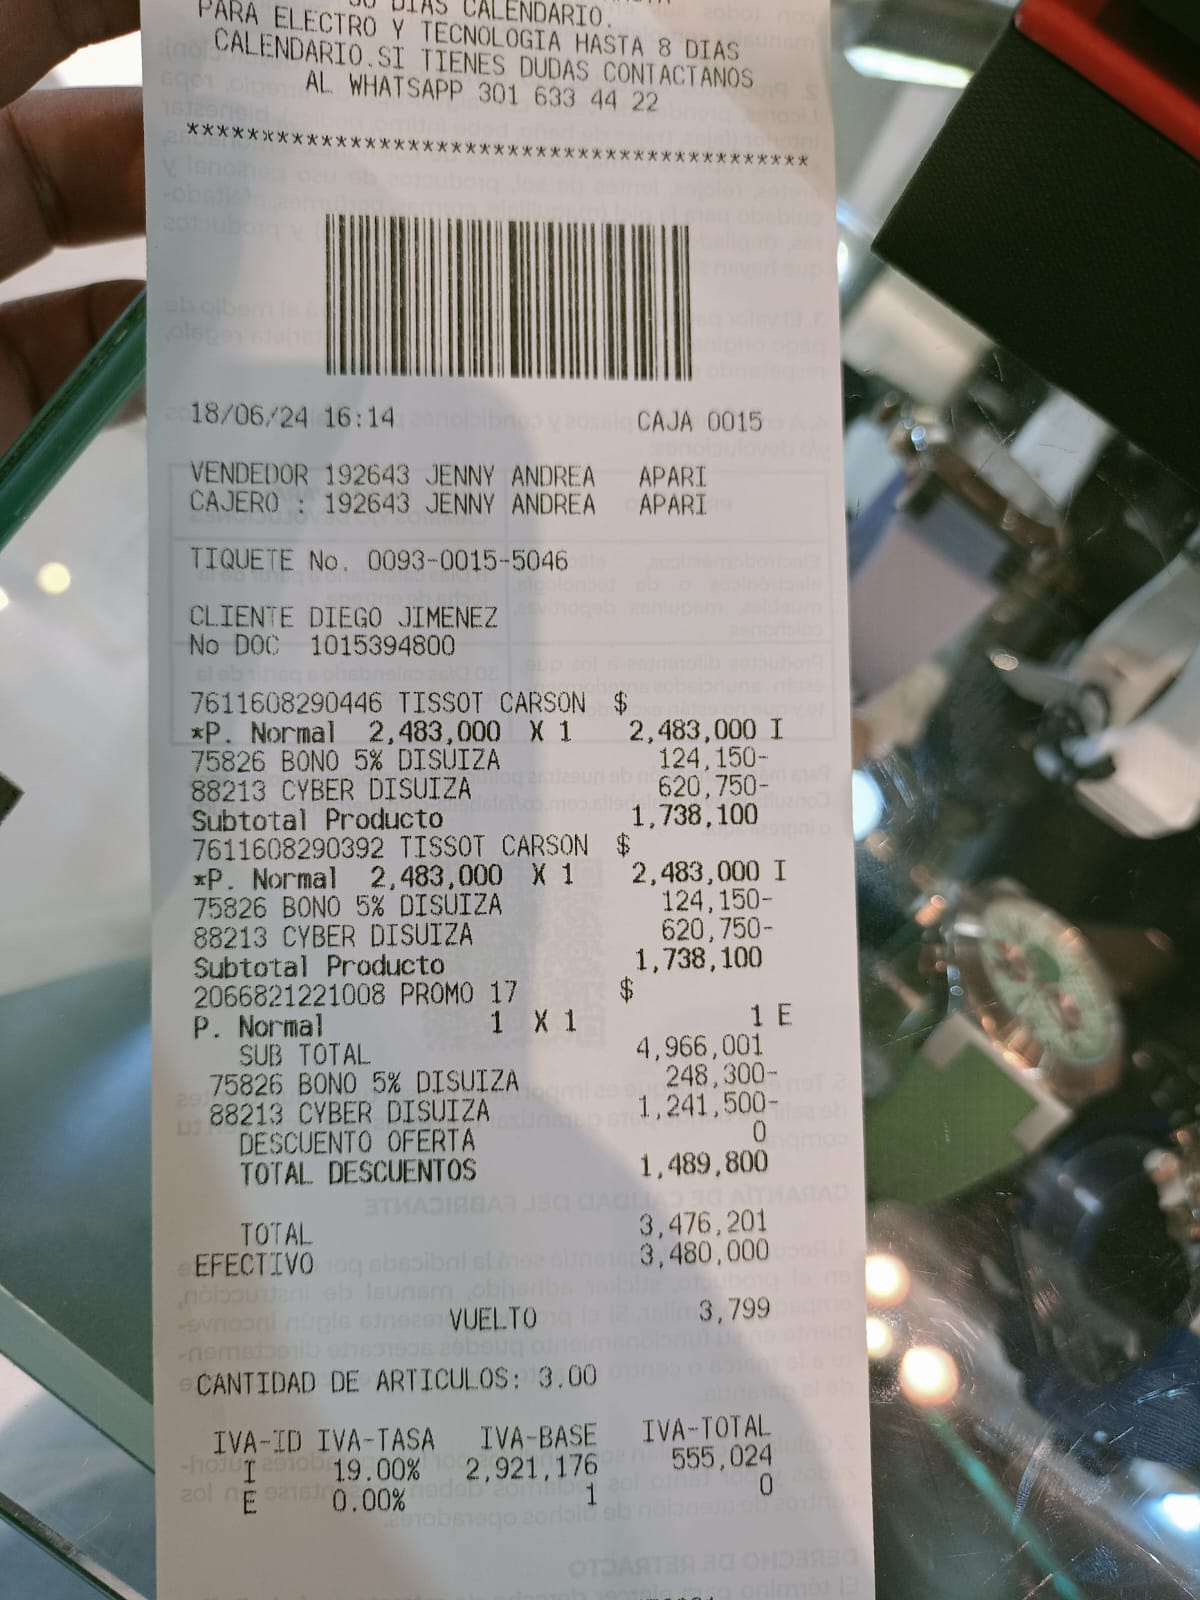 DIAS CALENDARIO.
PARA ELECTRO Y TECNOLOGIA HASTA 8 DIAS
CALENDARIO.SI TIENES DUDAS CONTACTANOS
AL WHATSAPP 301 633 44 22
********************************************
18/06/24 16:14 CAJA 0015
VENDEDOR 192643 JENNY ANDREA APARI
CAJERO : 192643 JENNY ANDREA APARI
TIQUETE No. 0093-0015-5046
CLIENTE DIEGO JIMENEZ
No DOC 1015394800
7611608290446 TISSOT CARSON $
*P. Normal 2,483,000 X 1 2,483,000 I
75826 BONO 5% DISUIZA 124,150-
88213 CYBER DISUIZA 620,750-
Subtotal Producto 1,738,100
7611608290392 TISSOT CARSON $
*P. Normal 2,483,000 X 1 2,483,000 I
75826 BONO 5% DISUIZA 124,150-
88213 CYBER DISUIZA 620,750-
Subtotal Producto 1,738,100
2066821221008 PROMO 17 $
P. Normal 1 X 1 1 E
SUB TOTAL 4,966,001
75826 BONO 5% DISUIZA 248,300-
88213 CYBER DISUIZA 1,241,500-
DESCUENTO OFERTA 0
TOTAL DESCUENTOS 1,489,800
TOTAL 3,476,201
EFECTIVO 3,480,000
VUELTO 3,799
CANTIDAD DE ARTICULOS: 3.00
IVA-ID IVA-TASA IVA-BASE IVA-TOTAL
I 19.00% 2,921,176 555,024
E 0.00% 1 0